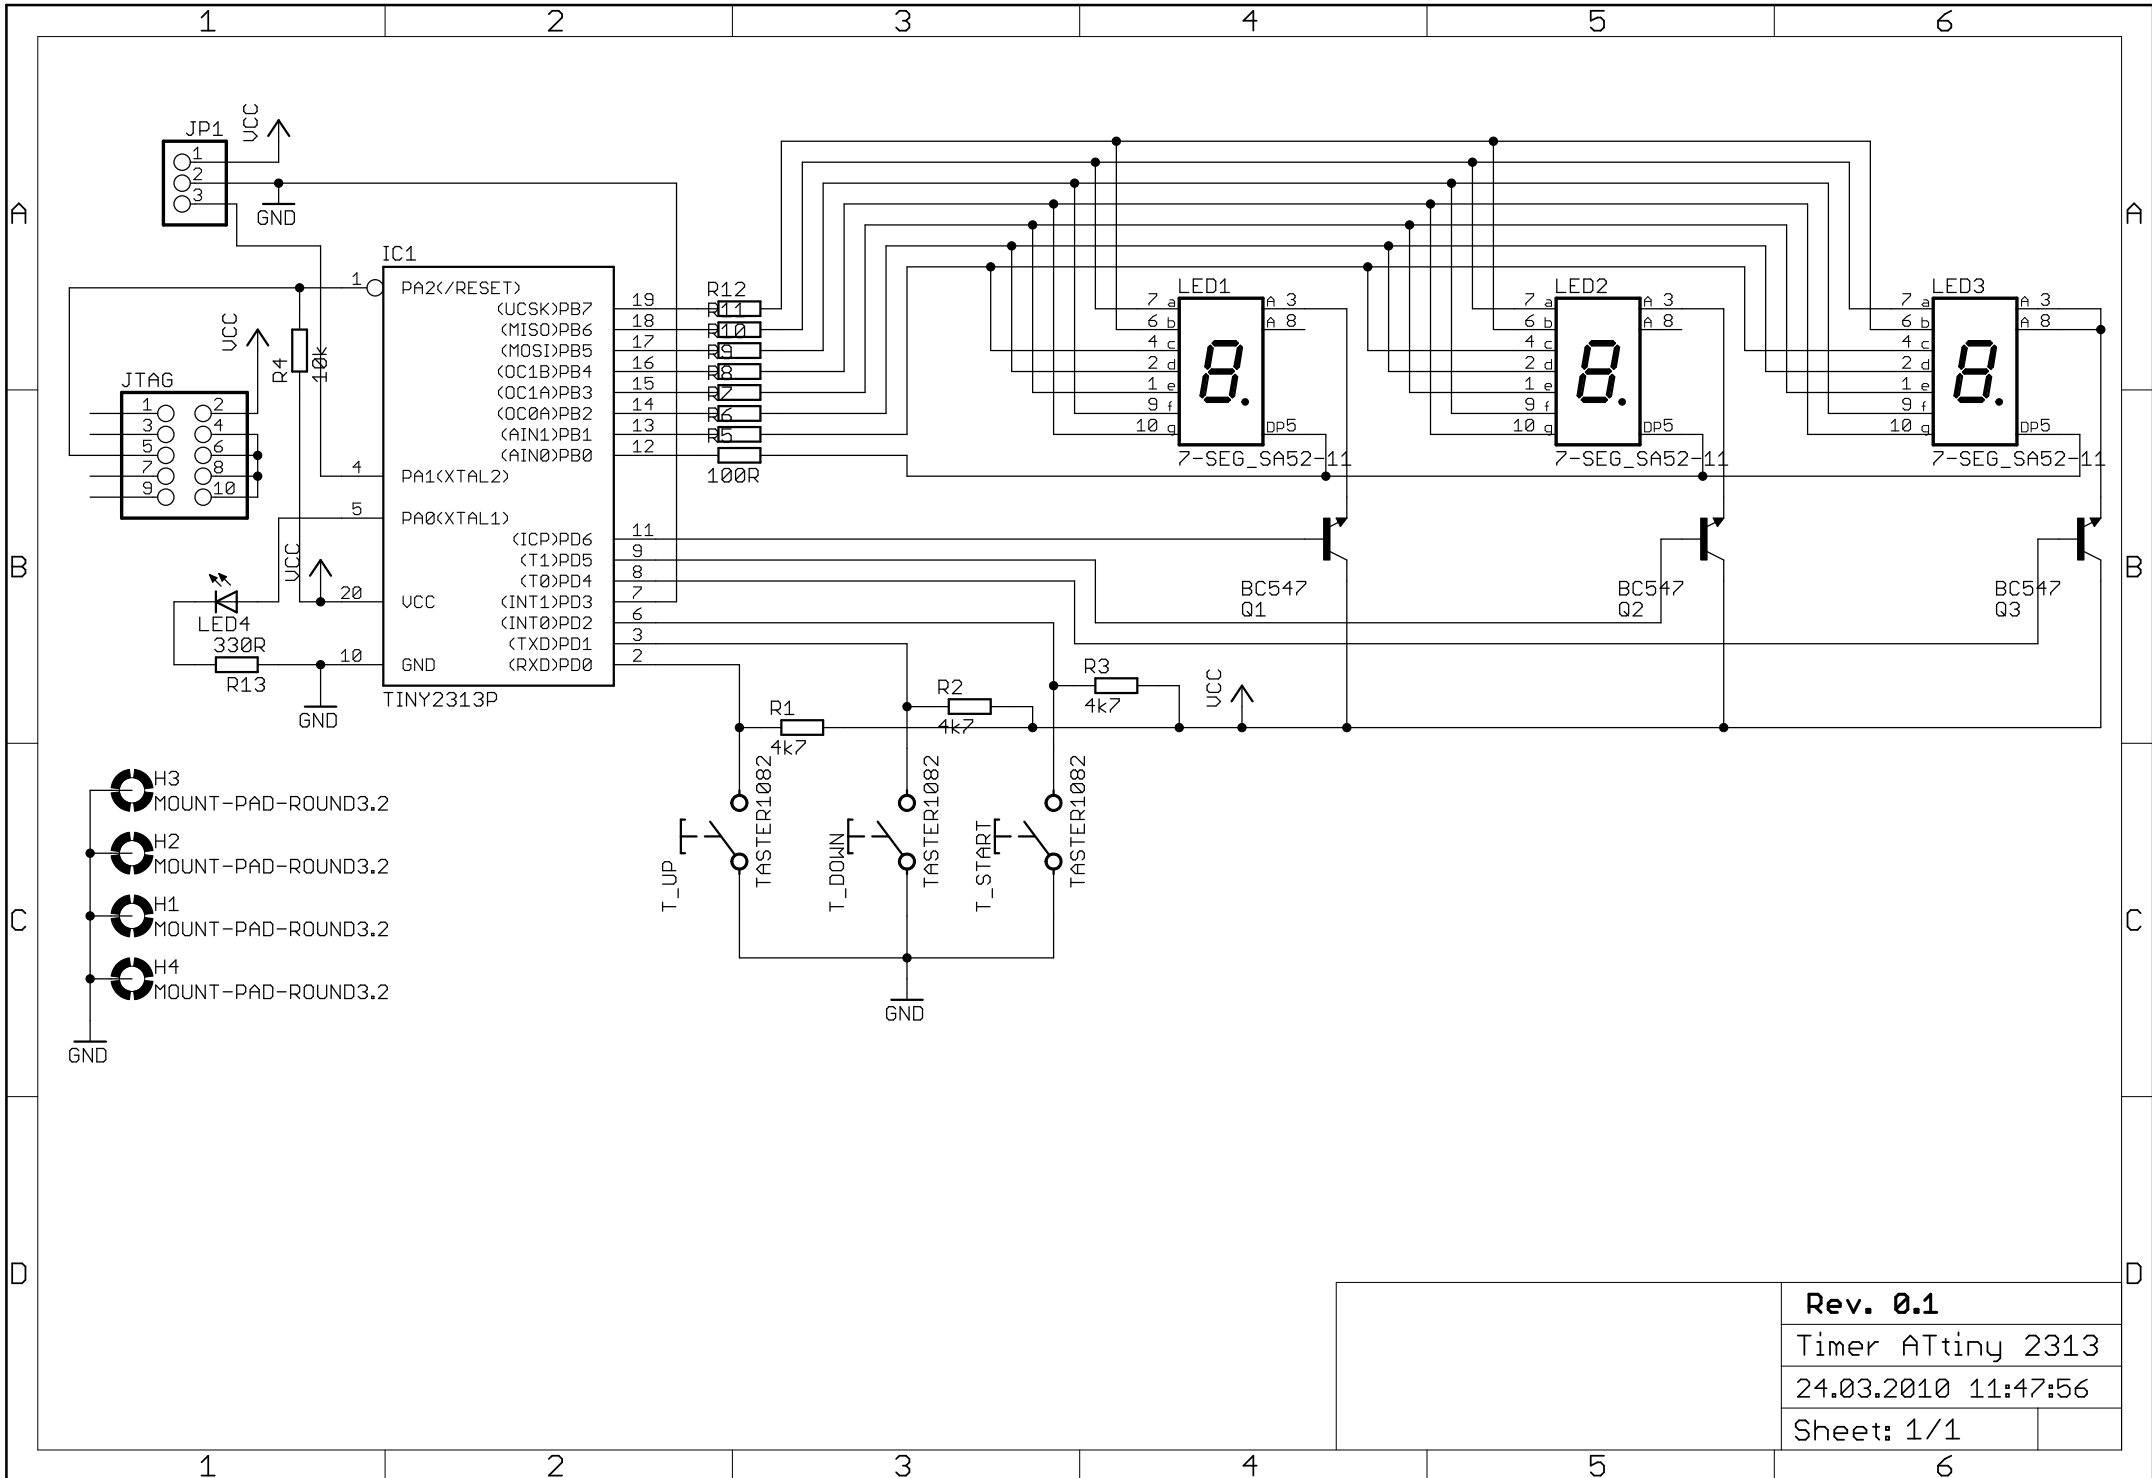 1 2 3 4 5 6
A A
B B
C C
D D
1 2 3 4 5 6
JP1
1
2
3
VCC
GND
R4
10k
VCC
JTAG
1 2
3 4
5 6
7 8
9 10
VCC
LED4
330R
R13
GND
IC1
1 PA2(/RESET)
4 PA1(XTAL2)
5 PA0(XTAL1)
20 VCC
10 GND
(UCSK)PB7 19
(MISO)PB6 18
(MOSI)PB5 17
(OC1B)PB4 16
(OC1A)PB3 15
(OC0A)PB2 14
(AIN1)PB1 13
(AIN0)PB0 12
(ICP)PD6 11
(T1)PD5 9
(T0)PD4 8
(INT1)PD3 7
(INT0)PD2 6
(TXD)PD1 3
(RXD)PD0 2
TINY2313P
R12
R11
R10
R9
R8
R7
R6
R5
100R
LED1
7 a A 3
6 b A 8
4 c
2 d
1 e
9 f
10 g DP5
7-SEG_SA52-11
LED2
7 a A 3
6 b A 8
4 c
2 d
1 e
9 f
10 g DP5
7-SEG_SA52-11
LED3
7 a A 3
6 b A 8
4 c
2 d
1 e
9 f
10 g DP5
7-SEG_SA52-11
BC547
Q1
BC547
Q2
BC547
Q3
R1
4k7
R2
4k7
R3
4k7
VCC
T_UP
TASTER1082
T_DOWN
TASTER1082
T_START
TASTER1082
GND
H3
MOUNT-PAD-ROUND3.2
H2
MOUNT-PAD-ROUND3.2
H1
MOUNT-PAD-ROUND3.2
H4
MOUNT-PAD-ROUND3.2
GND
Rev. 0.1
Timer ATtiny 2313
24.03.2010 11:47:56
Sheet: 1/1